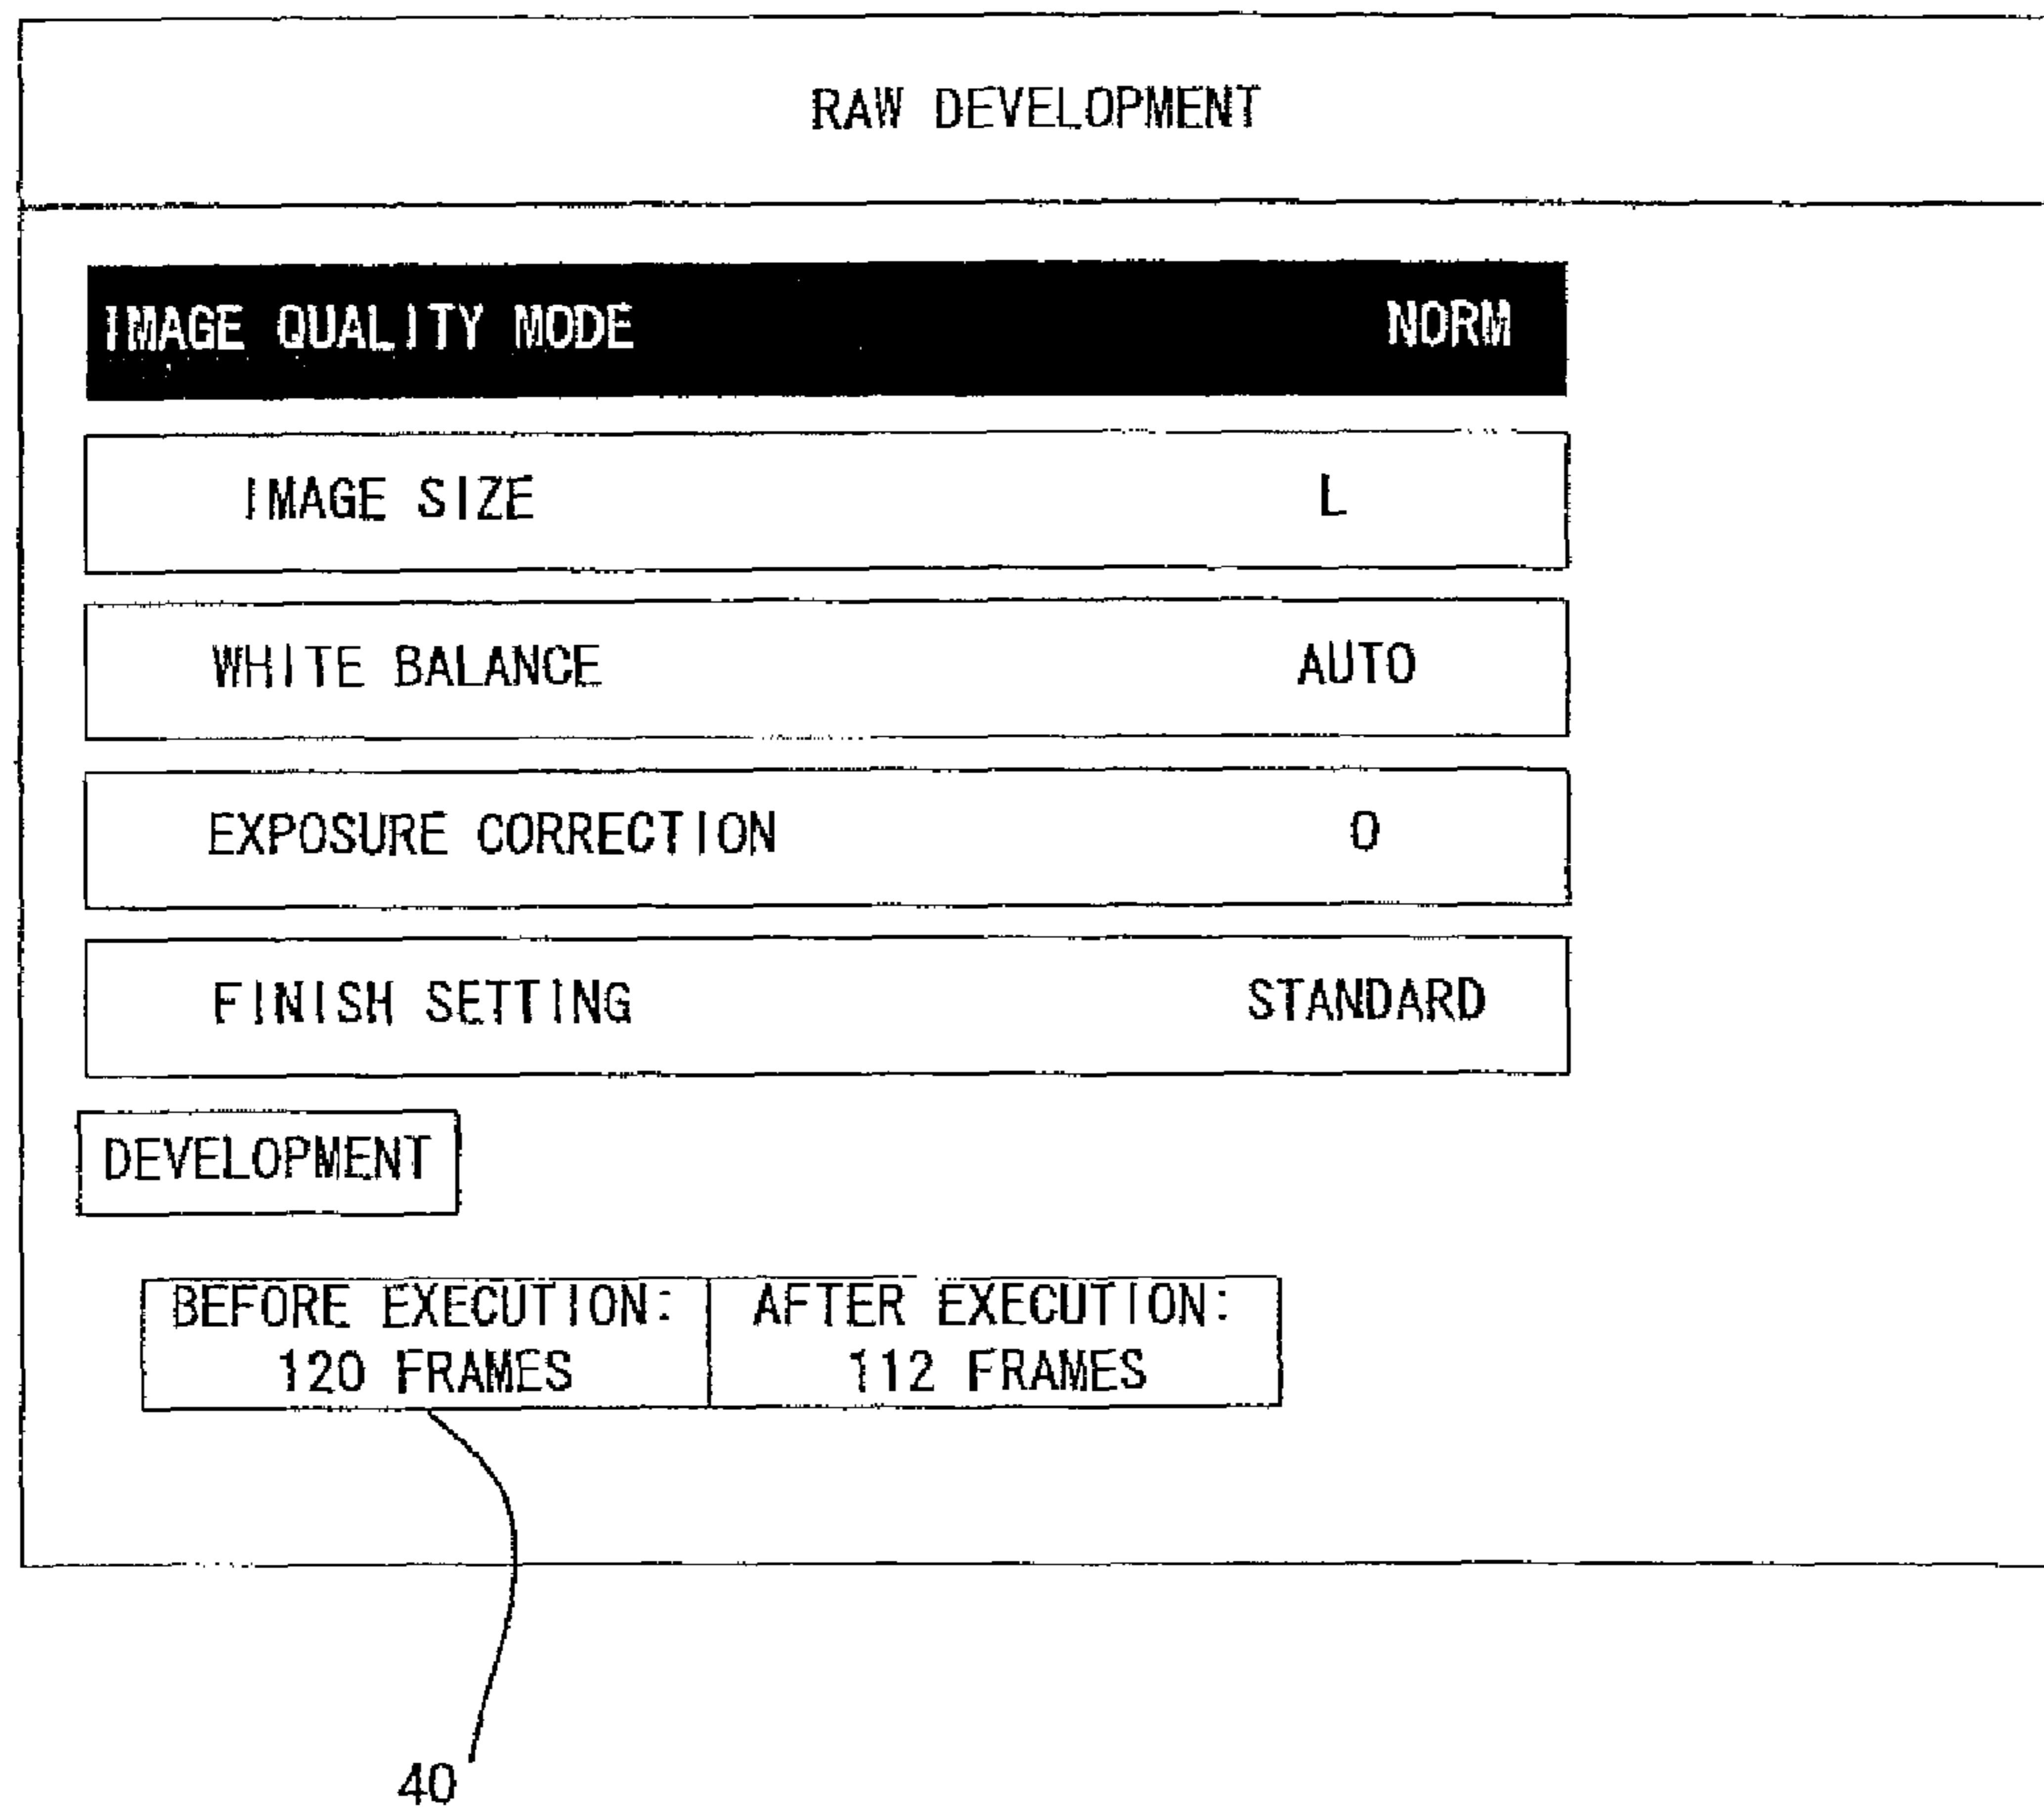 RAW DEVELOPMENT
IMAGE QUALITY MODE NORM
IMAGE SIZE L
WHITE BALANCE AUTO
EXPOSURE CORRECTION 0
FINISH SETTING STANDARD
DEVELOPMENT
BEFORE EXECUTION: AFTER EXECUTION:
120 FRAMES 112 FRAMES
40